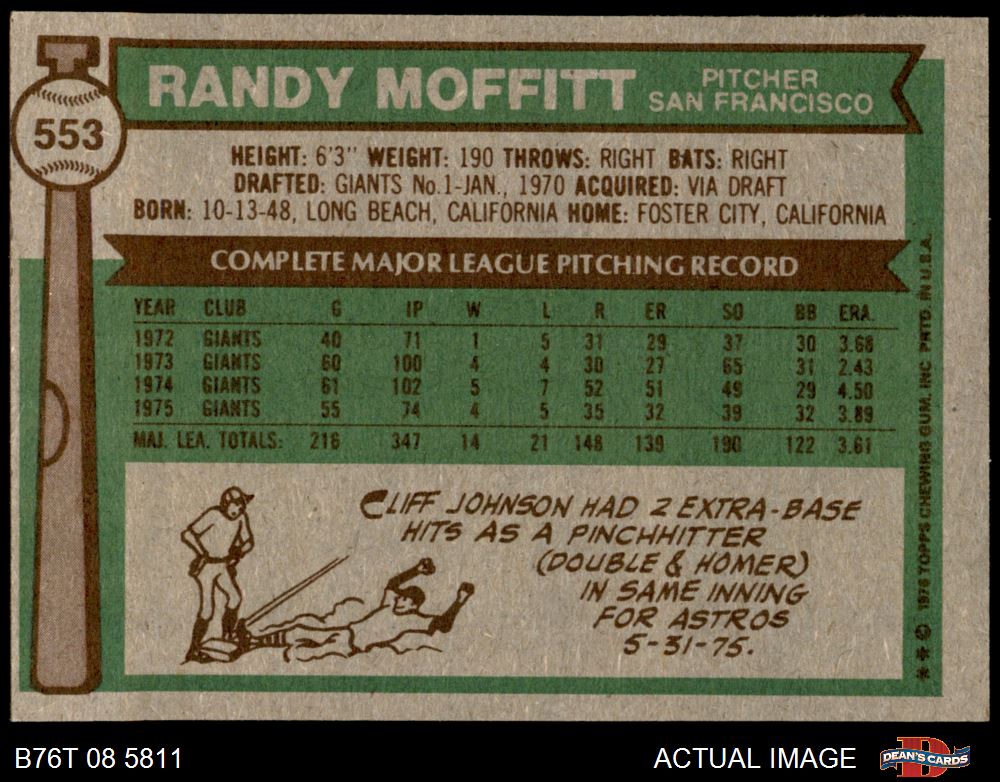 553
RANDY MOFFITT
PITCHER
SAN FRANCISCO
HEIGHT: 6'3" WEIGHT: 190 THROWS: RIGHT BATS: RIGHT
DRAFTED: GIANTS No.1-JAN., 1970 ACQUIRED: VIA DRAFT
BORN: 10-13-48, LONG BEACH, CALIFORNIA HOME: FOSTER CITY, CALIFORNIA
COMPLETE MAJOR LEAGUE PITCHING RECORD
YEAR CLUB G IP W L R ER SO BB ERA.
1972 GIANTS 40 71 1 5 31 29 37 30 3.68
1973 GIANTS 60 100 4 4 30 27 65 31 2.43
1974 GIANTS 61 102 5 7 52 51 49 29 4.50
1975 GIANTS 55 74 4 5 35 32 39 32 3.89
MAJ. LEA. TOTALS: 216 347 14 21 148 139 190 122 3.61
CLIFF JOHNSON HAD 2 EXTRA-BASE
HITS AS A PINCHHITTER
(DOUBLE & HOMER)
IN SAME INNING
FOR ASTROS
5-31-75.
** © 1976 TOPPS CHEWING GUM, INC PRTD. IN U.S.A.
B76T 08 5811
ACTUAL IMAGE
D
DEAN'S CARDS